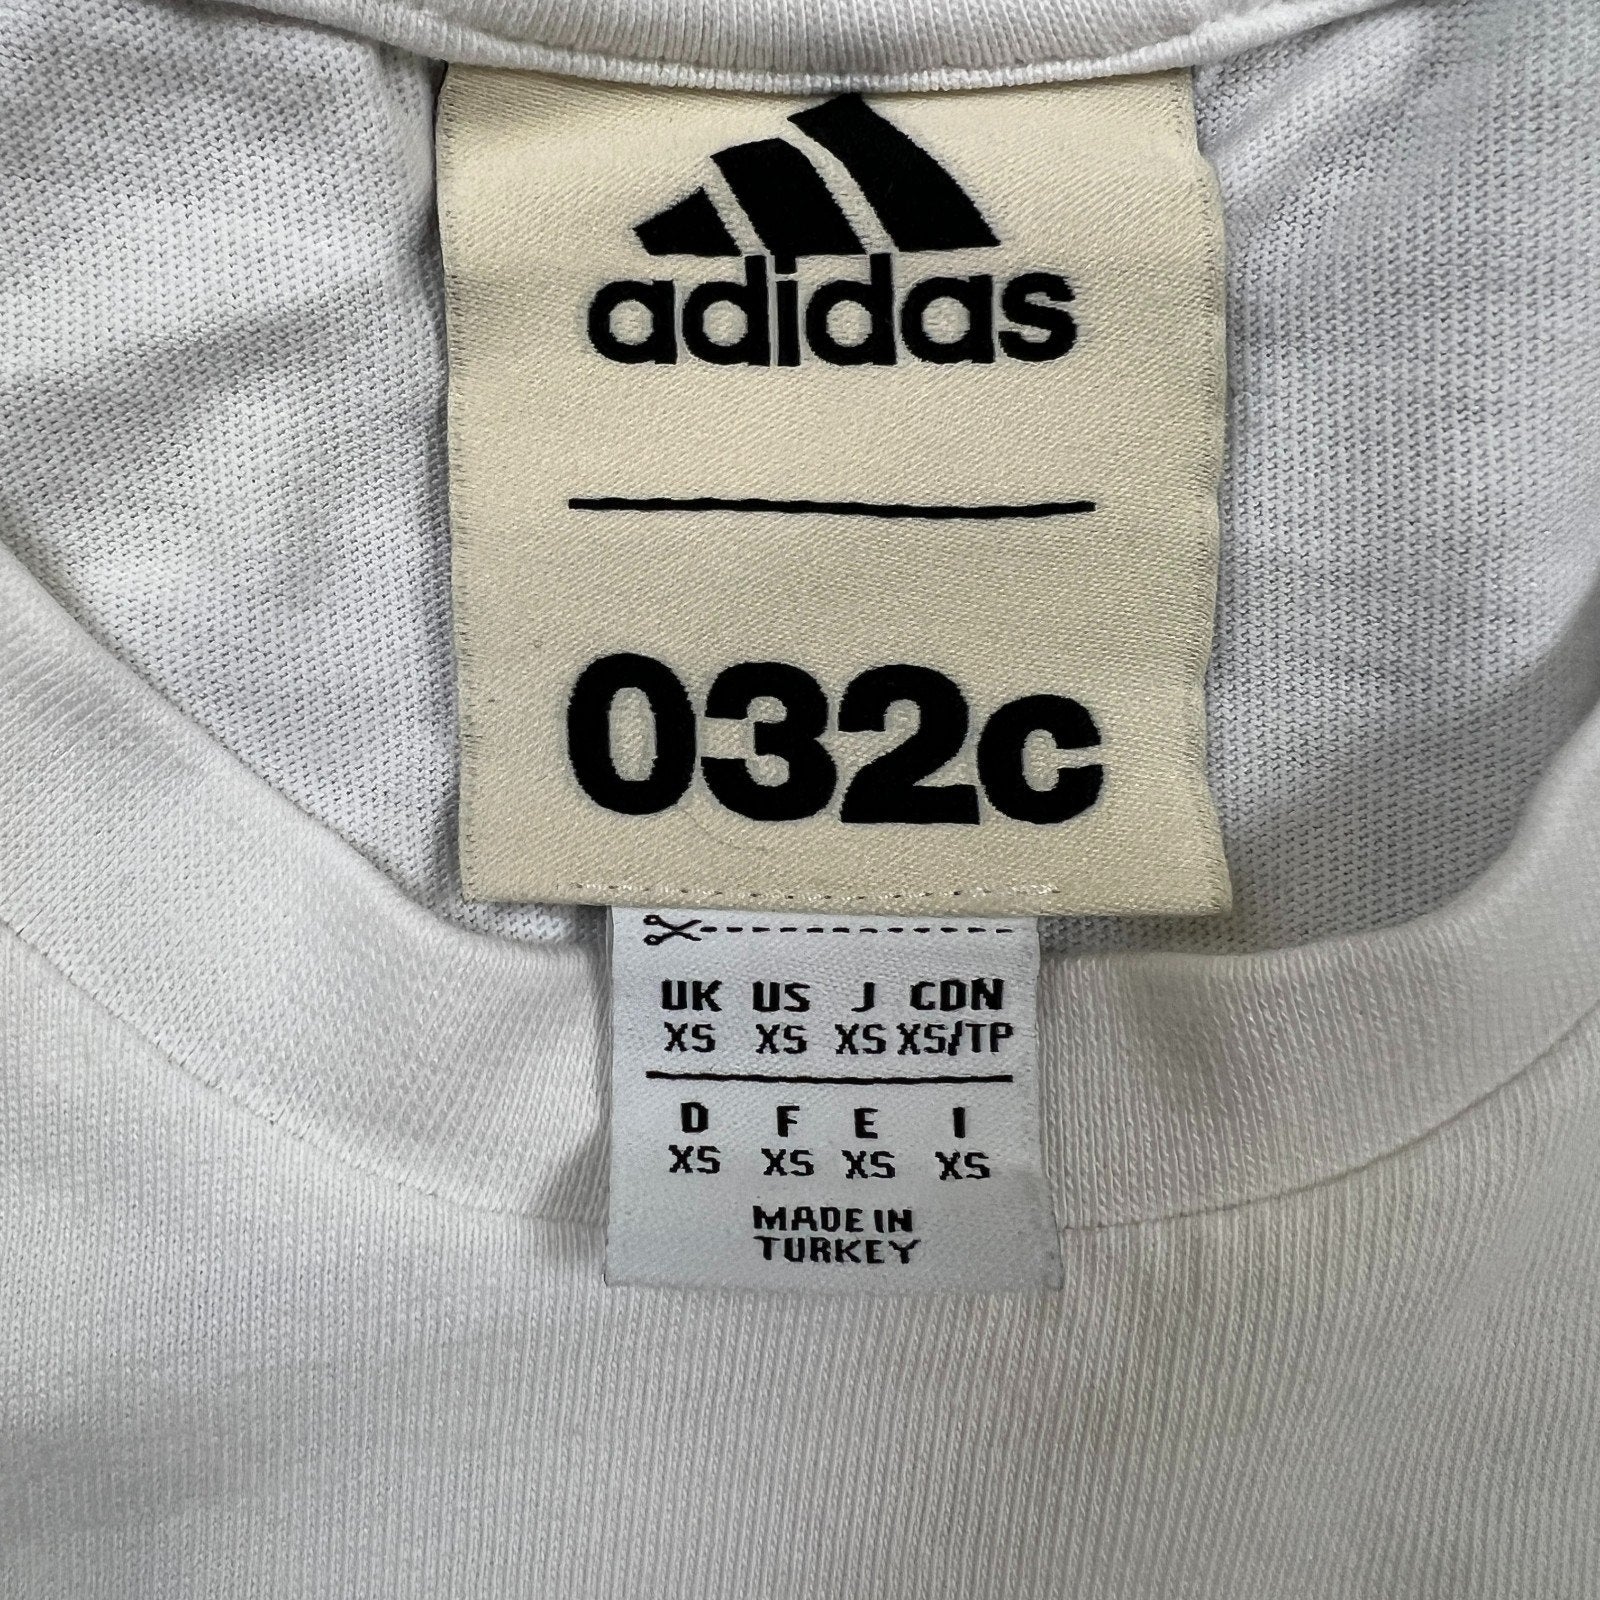 adidas
032c
UK US J CDN
XS XS XS XS/TP
D F E I
XS XS XS XS
MADE IN
TURKEY